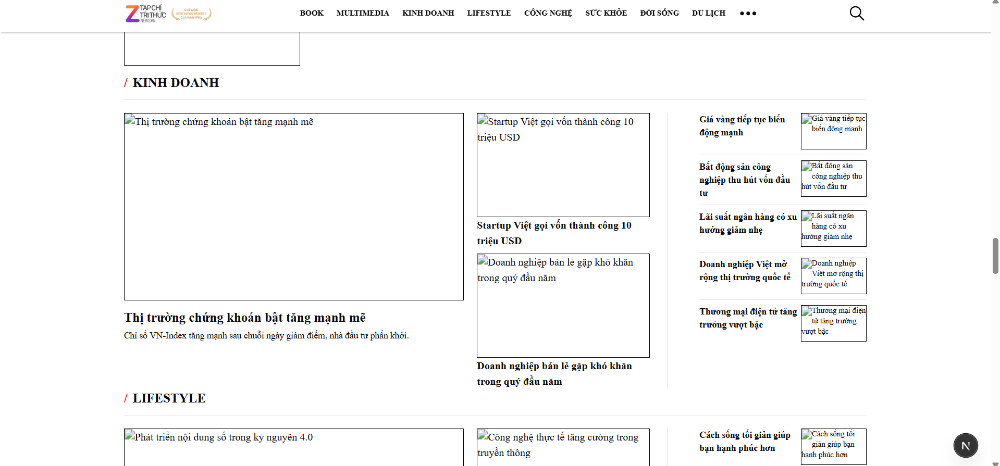 TẠP CHÍ
TRI THỨC
NEWS.VN
GIẢI VÀNG
BEST NEWS WEBSITE
CỦA WAN-IFRA
BOOK
MULTIMEDIA
KINH DOANH
LIFESTYLE
CÔNG NGHỆ
SỨC KHỎE
ĐỜI SỐNG
DU LỊCH
/ KINH DOANH
Thị trường chứng khoán bật tăng mạnh mẽ
Thị trường chứng khoán bật tăng mạnh mẽ
Chỉ số VN-Index tăng mạnh sau chuỗi ngày giảm điểm, nhà đầu tư phấn khởi.
Startup Việt gọi vốn thành công 10
triệu USD
Startup Việt gọi vốn thành công 10
triệu USD
Doanh nghiệp bán lẻ gặp khó khăn
trong quý đầu năm
Doanh nghiệp bán lẻ gặp khó khăn
trong quý đầu năm
Giá vàng tiếp tục biến
động mạnh
Giá vàng tiếp tục
biến động mạnh
Bất động sản công
nghiệp thu hút vốn đầu
tư
Bất động sản
công nghiệp thu
hút vốn đầu tư
Lãi suất ngân hàng có xu
hướng giảm nhẹ
Lãi suất ngân
hàng có xu
hướng giảm nhẹ
Doanh nghiệp Việt mở
rộng thị trường quốc tế
Doanh nghiệp
Việt mở rộng thị
trường quốc tế
Thương mại điện tử tăng
trưởng vượt bậc
Thương mại điện
tử tăng trưởng
vượt bậc
/ LIFESTYLE
Phát triển nội dung số trong kỷ nguyên 4.0
Công nghệ thực tế tăng cường trong
truyền thông
Cách sống tối giản giúp
bạn hạnh phúc hơn
Cách sống tối
giản giúp bạn
hạnh phúc hơn
N